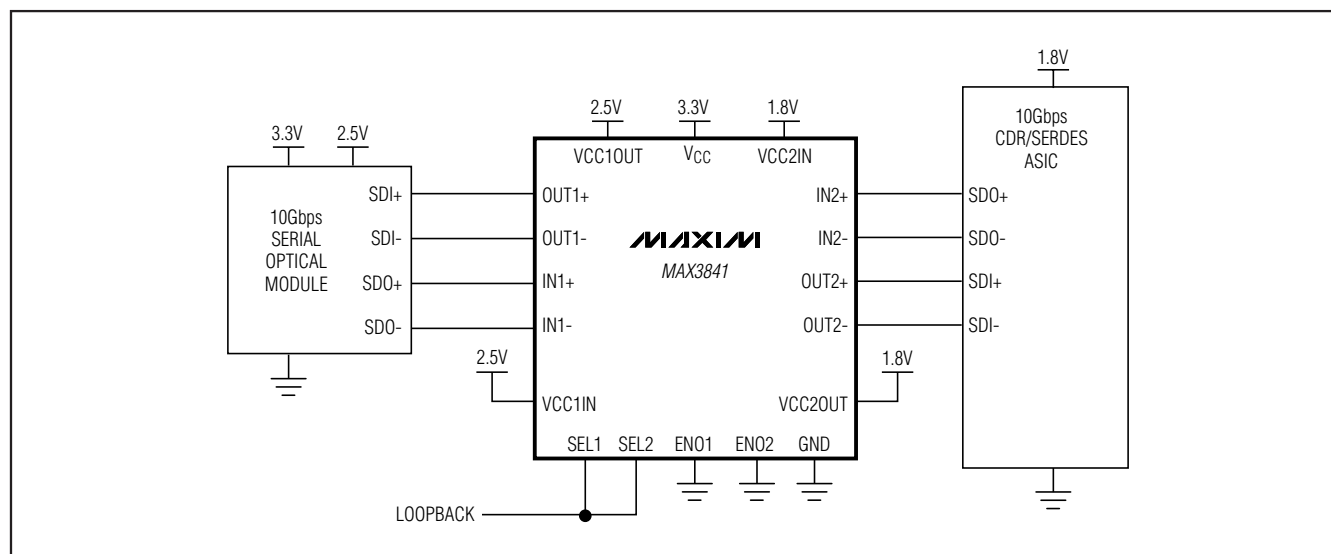 1.8V
2.5V
3.3V
1.8V
3.3V
2.5V
VCC1OUT
VCC
VCC2IN
10Gbps
CDR/SERDES
ASIC
SDI+
OUT1+
IN2+
SDO+
10Gbps
SERIAL
OPTICAL
MODULE
SDI-
OUT1-
MAXIM
MAX3841
IN2-
SDO-
SDO+
IN1+
OUT2+
SDI+
SDO-
IN1-
OUT2-
SDI-
2.5V
1.8V
VCC1IN
VCC2OUT
SEL1
SEL2
ENO1
ENO2
GND
LOOPBACK